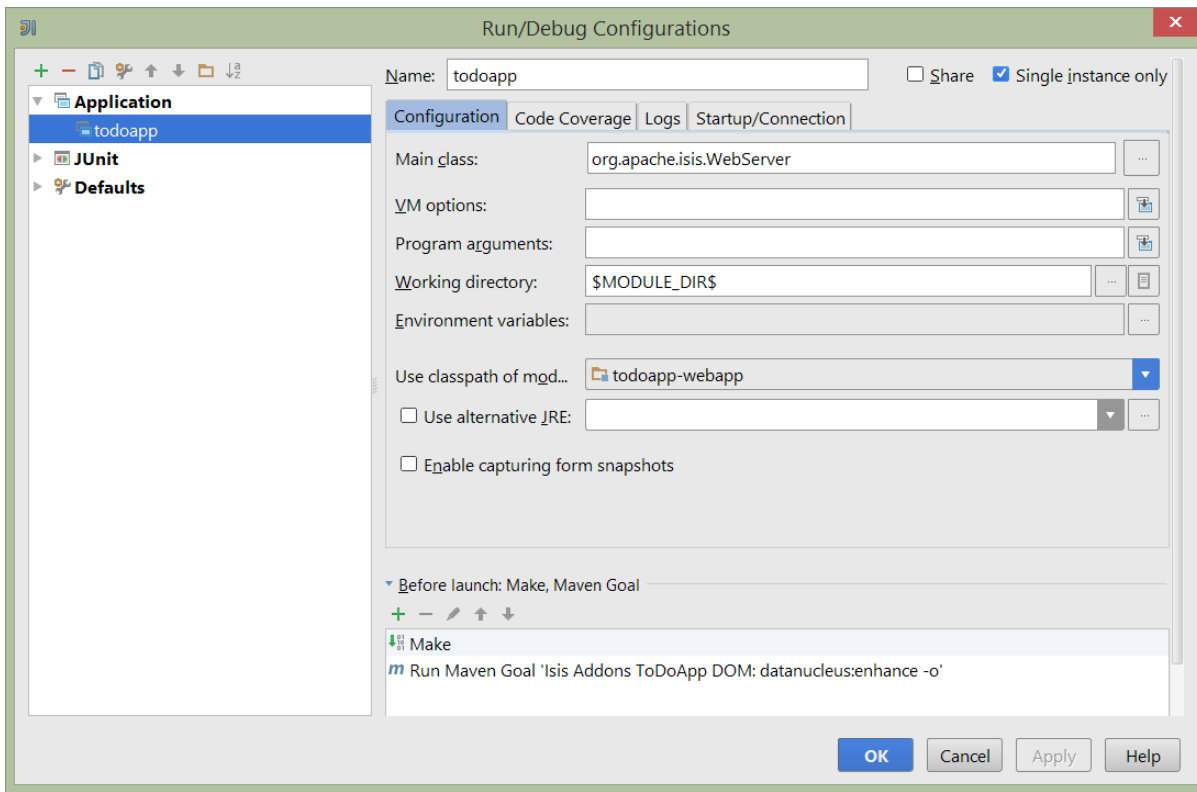 Run/Debug Configurations
Name: todoapp
Share
Single instance only
Application
todoapp
JUnit
Defaults
Configuration
Code Coverage
Logs
Startup/Connection
Main class: org.apache.isis.WebServer
VM options:
Program arguments:
Working directory: $MODULE_DIR$
Environment variables:
Use classpath of mod... todoapp-webapp
Use alternative JRE:
Enable capturing form snapshots
Before launch: Make, Maven Goal
Make
Run Maven Goal 'Isis Addons ToDoApp DOM: datanucleus:enhance -o'
OK
Cancel
Apply
Help